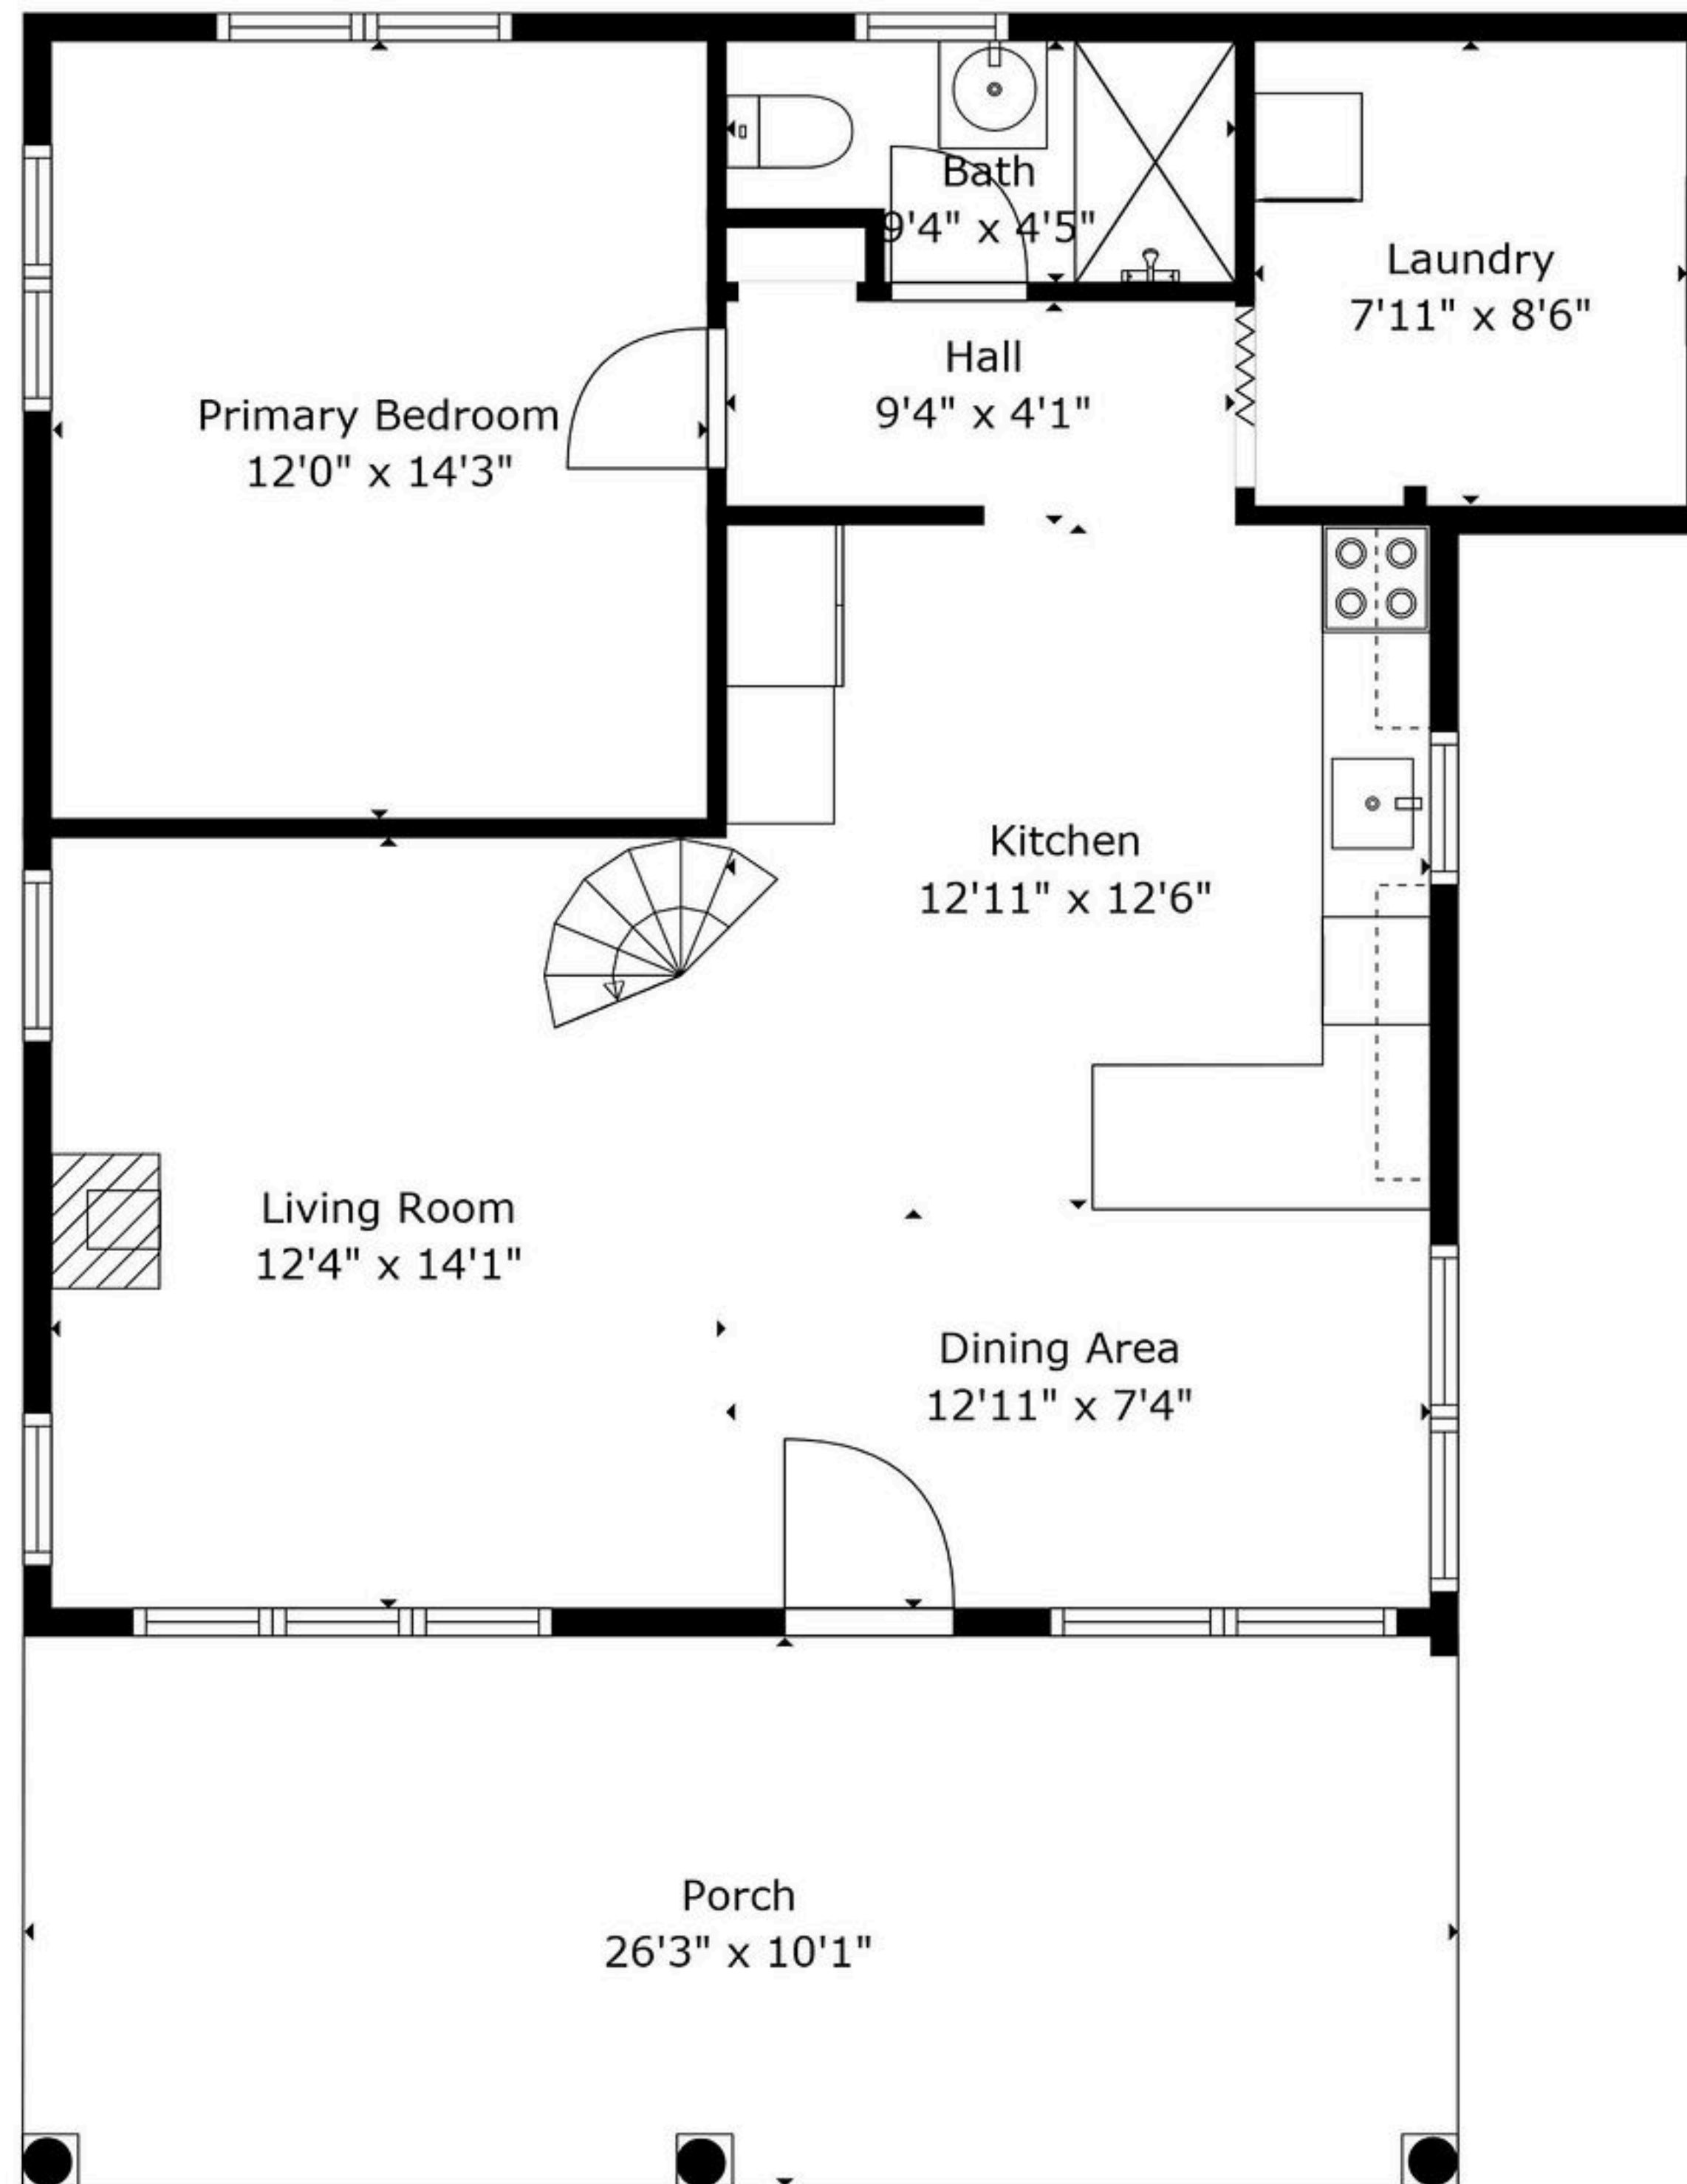 Bath
9'4" x 4'5"
Laundry
7'11" x 8'6"
Hall
9'4" x 4'1"
Primary Bedroom
12'0" x 14'3"
Kitchen
12'11" x 12'6"
Living Room
12'4" x 14'1"
Dining Area
12'11" x 7'4"
Porch
26'3" x 10'1"